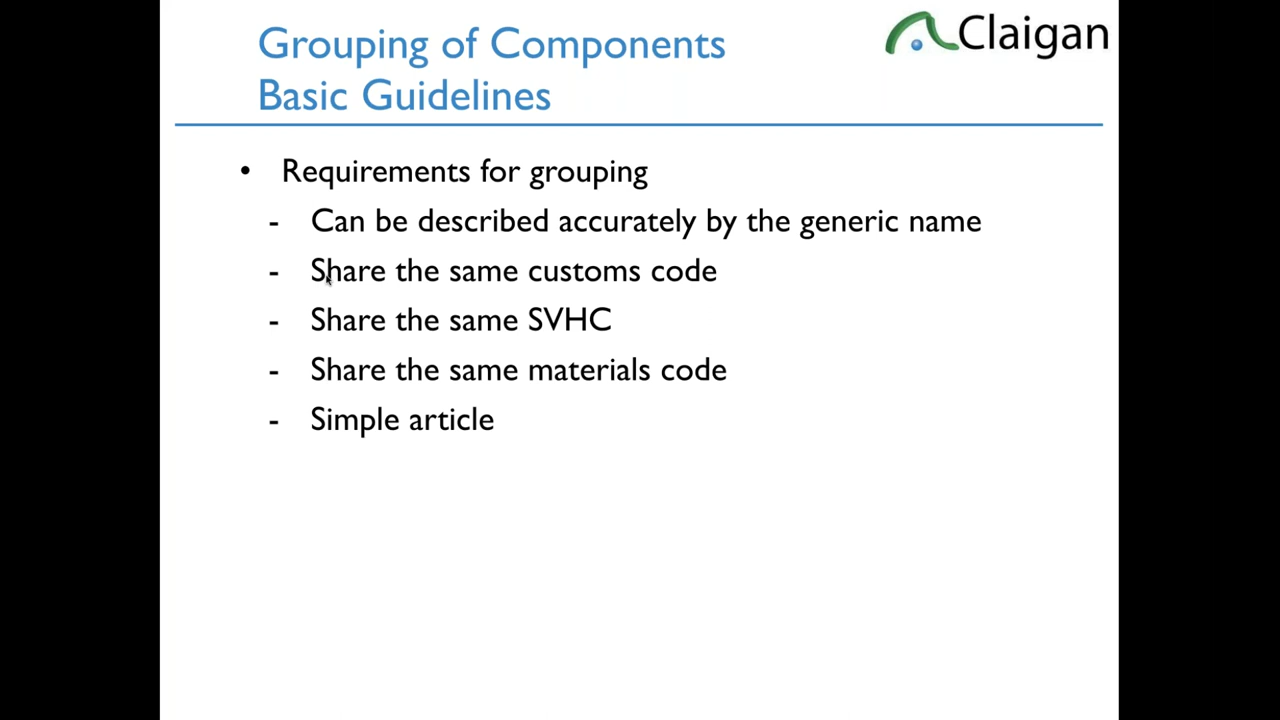 Grouping of Components
Basic Guidelines
Claigan
• Requirements for grouping
- Can be described accurately by the generic name
- Share the same customs code
- Share the same SVHC
- Share the same materials code
- Simple article